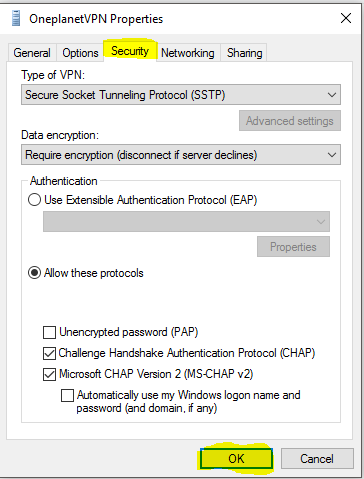 OneplanetVPN Properties
General Options Security Networking Sharing
Type of VPN:
Secure Socket Tunneling Protocol (SSTP)
Advanced settings
Data encryption:
Require encryption (disconnect if server declines)
Authentication
Use Extensible Authentication Protocol (EAP)
Properties
Allow these protocols
Unencrypted password (PAP)
Challenge Handshake Authentication Protocol (CHAP)
Microsoft CHAP Version 2 (MS-CHAP v2)
Automatically use my Windows logon name and
password (and domain, if any)
OK Cancel